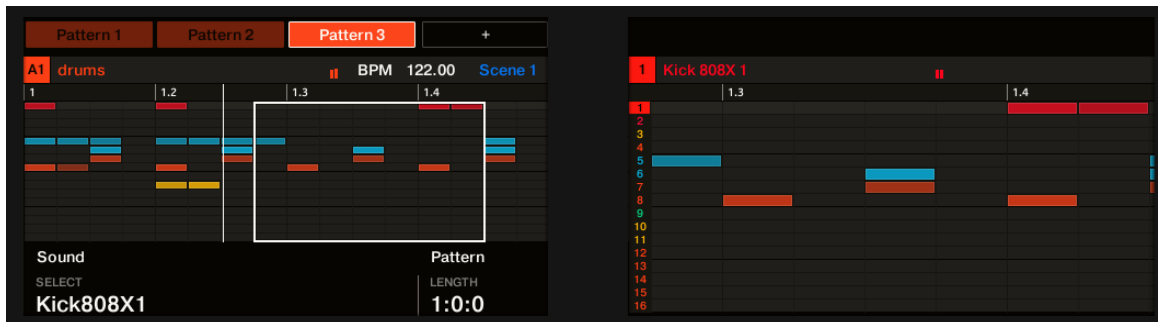 Pattern 1 Pattern 2 Pattern 3 +
A1 drums BPM 122.00 Scene 1
1 1.2 1.3 1.4
Sound Pattern
SELECT LENGTH
Kick808X1 1:0:0
1 Kick 808X 1
1.3 1.4
1
2
3
4
5
6
7
8
9
10
11
12
13
14
15
16